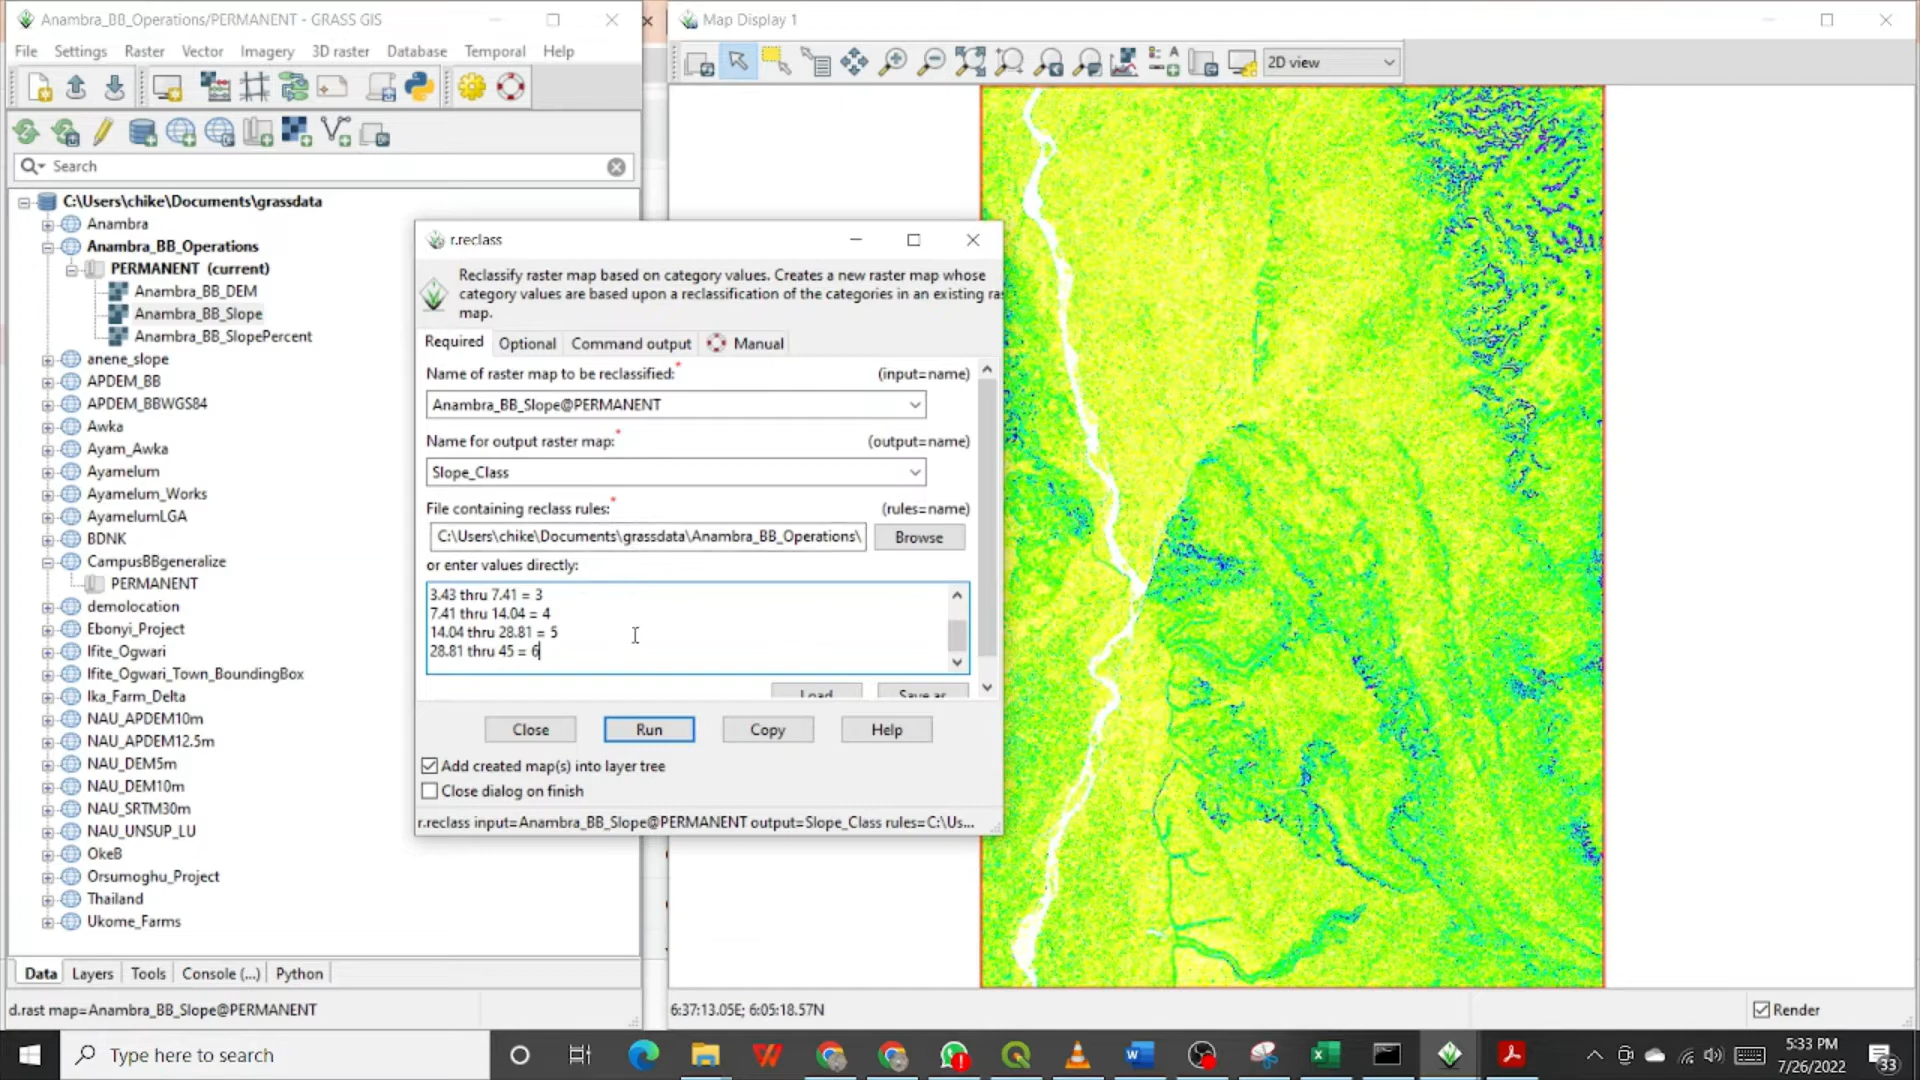 Anambra_BB_Operations/PERMANENT - GRASS GIS
File Settings Raster Vector Imagery 3D raster Database Temporal Help
Search
C:\Users\chike\Documents\grassdata
Anambra
Anambra_BB_Operations
PERMANENT (current)
Anambra_BB_DEM
Anambra_BB_Slope
Anambra_BB_SlopePercent
anene_slope
APDEM_BB
APDEM_BBWGS84
Awka
Ayam_Awka
Ayamelum
Ayamelum_Works
AyamelumLGA
BDNK
CampusBBgeneralize
PERMANENT
demolocation
Ebonyi_Project
Ifite_Ogwari
Ifite_Ogwari_Town_BoundingBox
Ika_Farm_Delta
NAU_APDEM10m
NAU_APDEM12.5m
NAU_DEM5m
NAU_DEM10m
NAU_SRTM30m
NAU_UNSUP_LU
OkeB
Orsumoghu_Project
Thailand
Ukome_Farms
Data Layers Tools Console (...) Python
d.rast map=Anambra_BB_Slope@PERMANENT
r.reclass
Reclassify raster map based on category values. Creates a new raster map whose
category values are based upon a reclassification of the categories in an existing ras
map.
Required Optional Command output Manual
Name of raster map to be reclassified:* (input=name)
Anambra_BB_Slope@PERMANENT
Name for output raster map:* (output=name)
Slope_Class
File containing reclass rules:* (rules=name)
C:\Users\chike\Documents\grassdata\Anambra_BB_Operations\ Browse
or enter values directly:
3.43 thru 7.41 = 3
7.41 thru 14.04 = 4
14.04 thru 28.81 = 5
28.81 thru 45 = 6
Load Save as
Close Run Copy Help
Add created map(s) into layer tree
Close dialog on finish
r.reclass input=Anambra_BB_Slope@PERMANENT output=Slope_Class rules=C:\Us...
Map Display 1
2D view
6:37:13.05E; 6:05:18.57N
Render
Type here to search
5:33 PM
7/26/2022
33